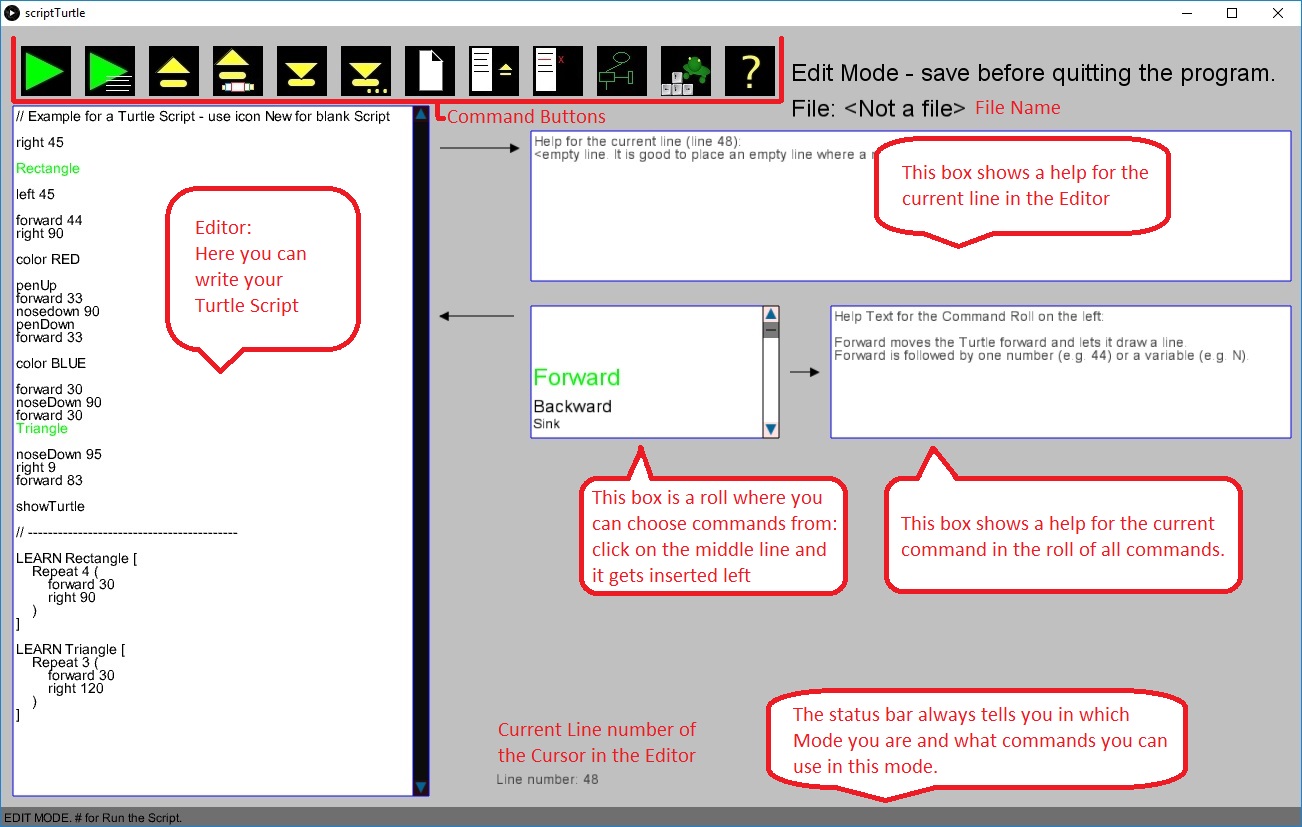 scriptTurtle
?
Edit Mode - save before quitting the program.
File: <Not a file> File Name
Command Buttons
// Example for a Turtle Script - use icon New for blank Script
right 45
Rectangle
left 45
forward 44
right 90
color RED
penUp
forward 33
nosedown 90
penDown
forward 33
color BLUE
forward 30
noseDown 90
forward 30
Triangle
noseDown 95
right 9
forward 83
showTurtle
// -------------------------------------------
LEARN Rectangle [
Repeat 4 (
forward 30
right 90
)
]
LEARN Triangle [
Repeat 3 (
forward 30
right 120
)
]
Editor:
Here you can
write your
Turtle Script
Help for the current line (line 48):
<empty line. It is good to place an empty line where a
This box shows a help for the
current line in the Editor
Forward
Backward
Sink
Help Text for the Command Roll on the left:
Forward moves the Turtle forward and lets it draw a line.
Forward is followed by one number (e.g. 44) or a variable (e.g. N).
This box is a roll where you
can choose commands from:
click on the middle line and
it gets inserted left
This box shows a help for the current
command in the roll of all commands.
Current Line number of
the Cursor in the Editor
Line number: 48
The status bar always tells you in which
Mode you are and what commands you can
use in this mode.
EDIT MODE. # for Run the Script.